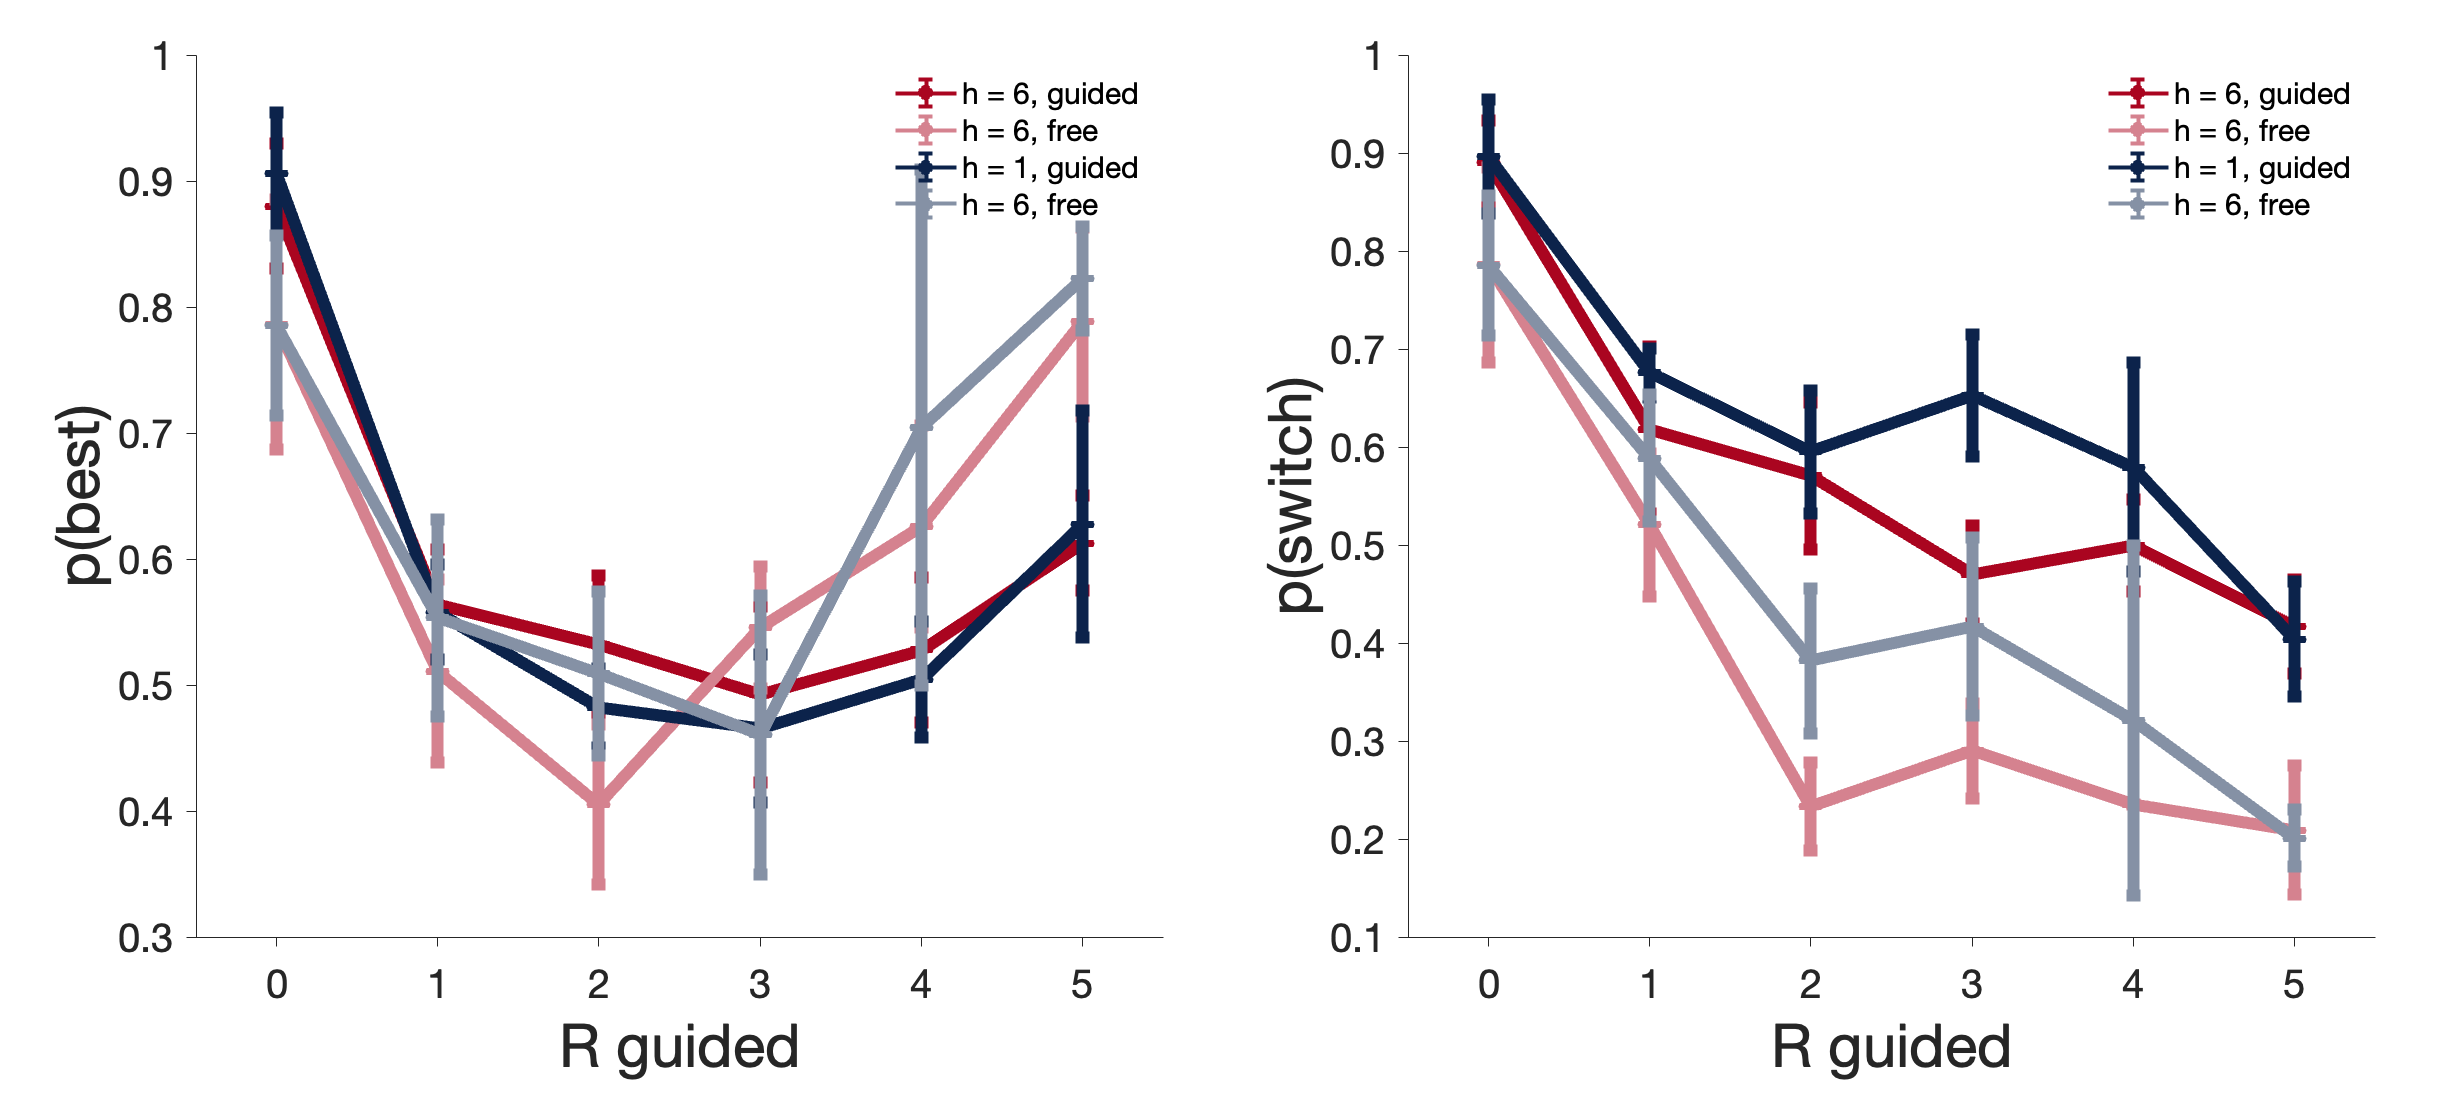 p(best)
1
0.9
0.8
0.7
0.6
0.5
0.4
0.3
0 1 2 3 4 5
R guided
h = 6, guided
h = 6, free
h = 1, guided
h = 6, free
p(switch)
1
0.9
0.8
0.7
0.6
0.5
0.4
0.3
0.2
0.1
0 1 2 3 4 5
R guided
h = 6, guided
h = 6, free
h = 1, guided
h = 6, free